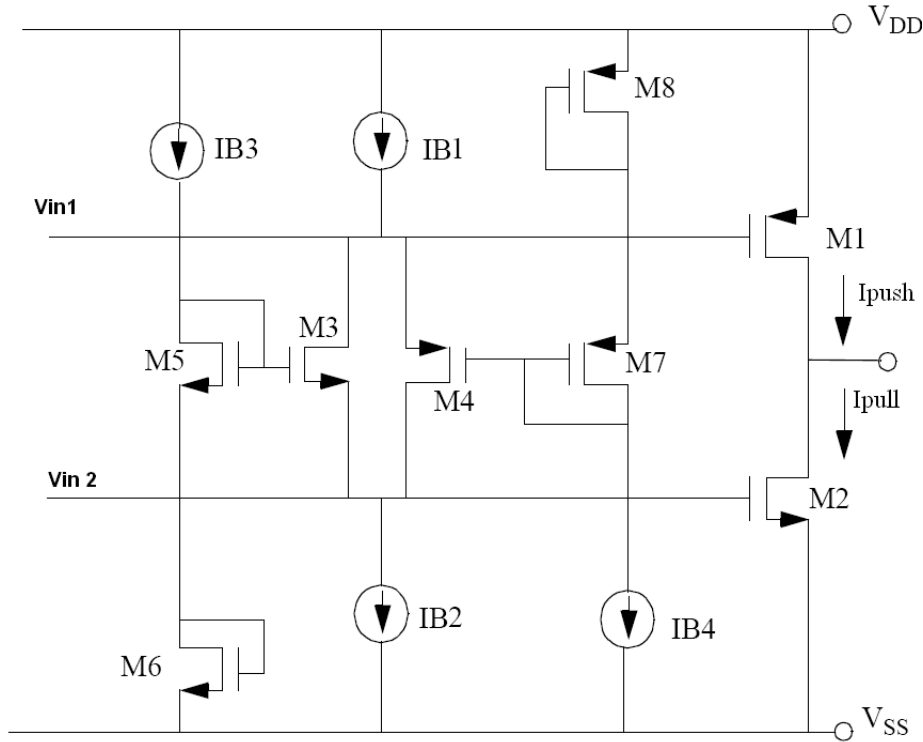 VDD
M8
IB3
IB1
Vin1
M1
M3
Ipush
M5
M7
M4
Ipull
Vin 2
M2
IB2
IB4
M6
VSS